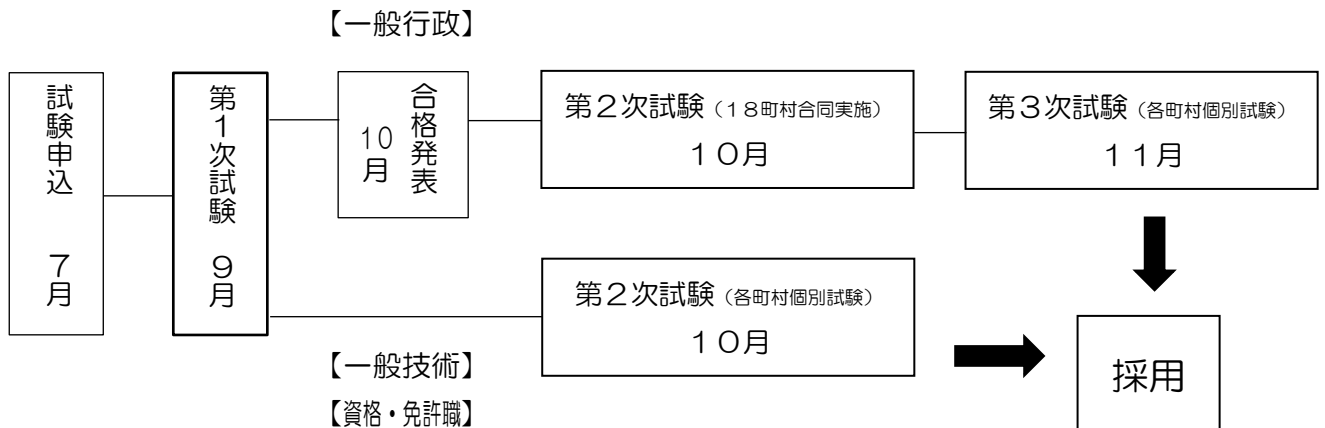 【一般行政】
試験申込　７月
第１次試験　９月
合格発表
10月
第２次試験（１８町村合同実施）
１０月
第３次試験（各町村個別試験）
１１月
第２次試験（各町村個別試験）
１０月
【一般技術】
【資格・免許職】
採用